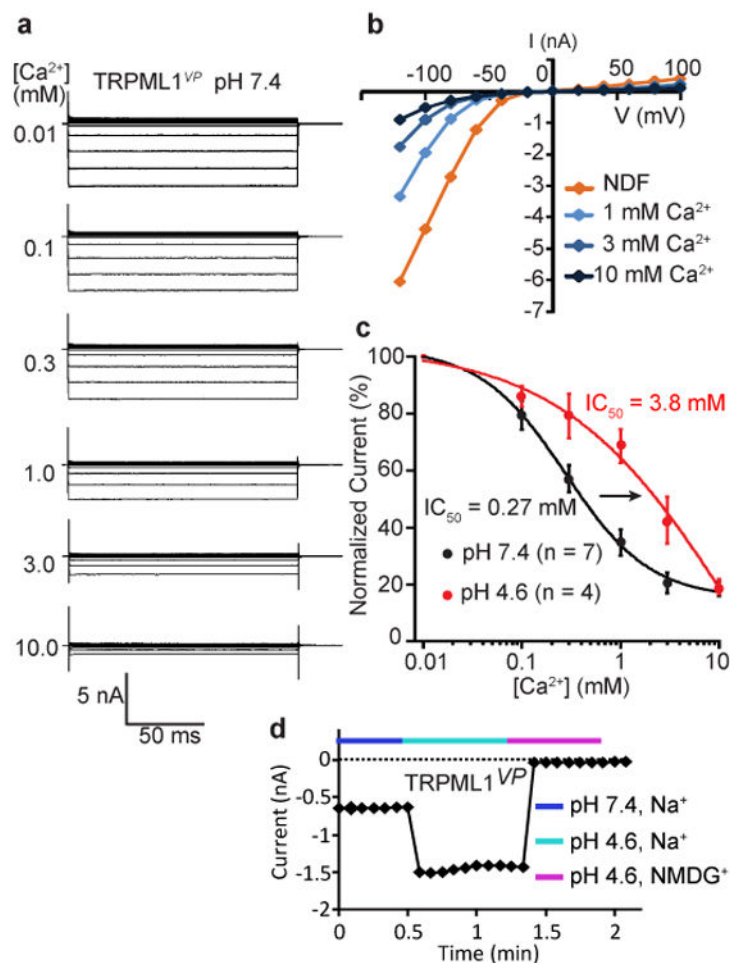 a
[Ca²⁺]
(mM)
TRPML1ⱽᴾ pH 7.4
0.01
0.1
0.3
1.0
3.0
10.0
5 nA
50 ms
b
I (nA)
-100
-50
0
50
100
V (mV)
-1
-2
-3
-4
-5
-6
-7
NDF
1 mM Ca²⁺
3 mM Ca²⁺
10 mM Ca²⁺
c
Normalized Current (%)
100
80
60
40
20
0
IC₅₀ = 3.8 mM
IC₅₀ = 0.27 mM
pH 7.4 (n = 7)
pH 4.6 (n = 4)
0.01
0.1
1
10
[Ca²⁺] (mM)
d
Current (nA)
0
-0.5
-1
-1.5
-2
TRPML1ⱽᴾ
pH 7.4, Na⁺
pH 4.6, Na⁺
pH 4.6, NMDG⁺
0
0.5
1
1.5
2
Time (min)